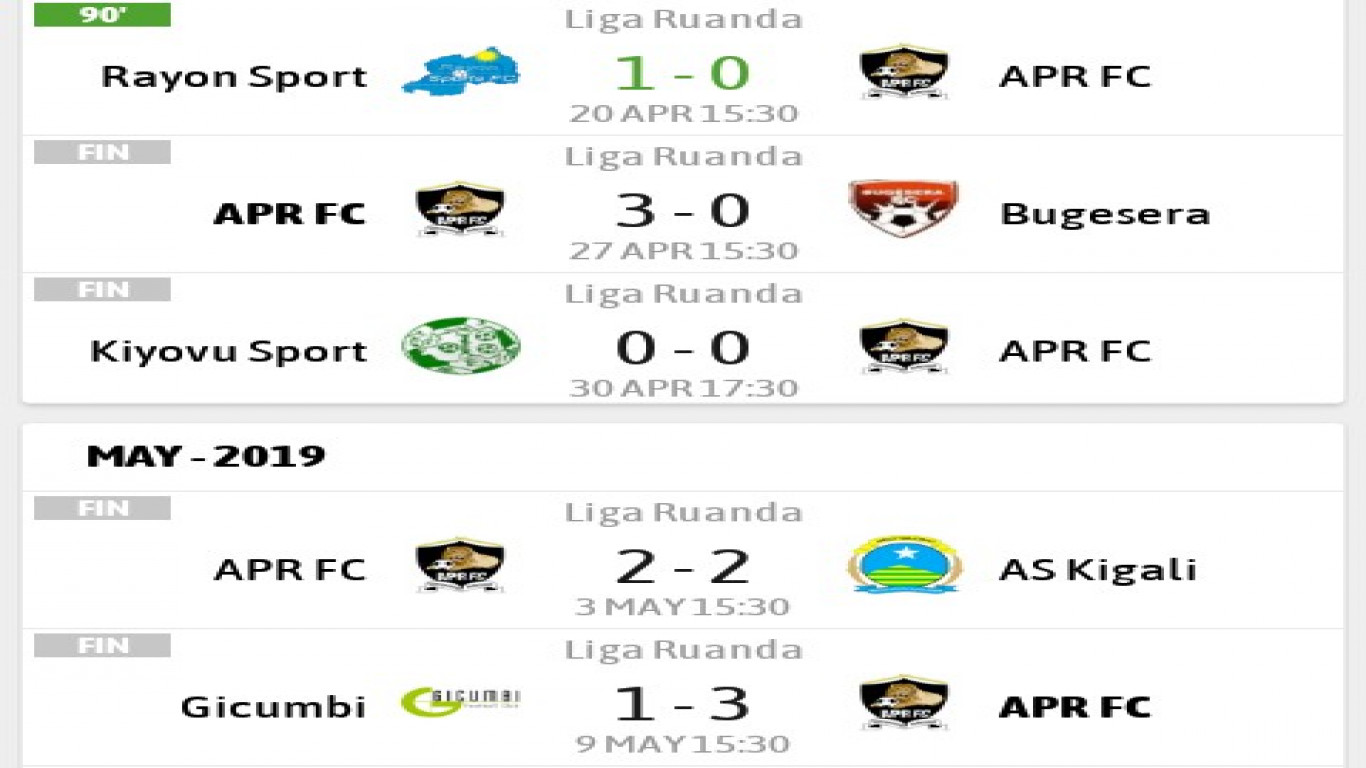 90'
Liga Ruanda
Rayon Sport 1 - 0 APR FC
20 APR 15:30
FIN
Liga Ruanda
APR FC 3 - 0 Bugesera
27 APR 15:30
FIN
Liga Ruanda
Kiyovu Sport 0 - 0 APR FC
30 APR 17:30
MAY - 2019
FIN
Liga Ruanda
APR FC 2 - 2 AS Kigali
3 MAY 15:30
FIN
Liga Ruanda
Gicumbi GICUMBI 1 - 3 APR FC
9 MAY 15:30